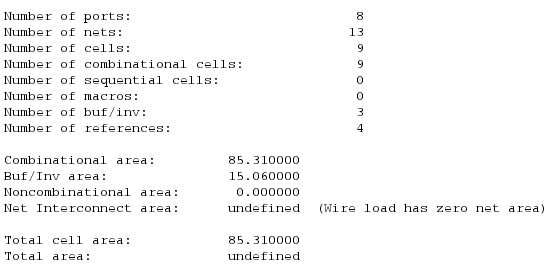 Number of ports: 8
Number of nets: 13
Number of cells: 9
Number of combinational cells: 9
Number of sequential cells: 0
Number of macros: 0
Number of buf/inv: 3
Number of references: 4
Combinational area: 85.310000
Buf/Inv area: 15.060000
Noncombinational area: 0.000000
Net Interconnect area: undefined (Wire load has zero net area)
Total cell area: 85.310000
Total area: undefined